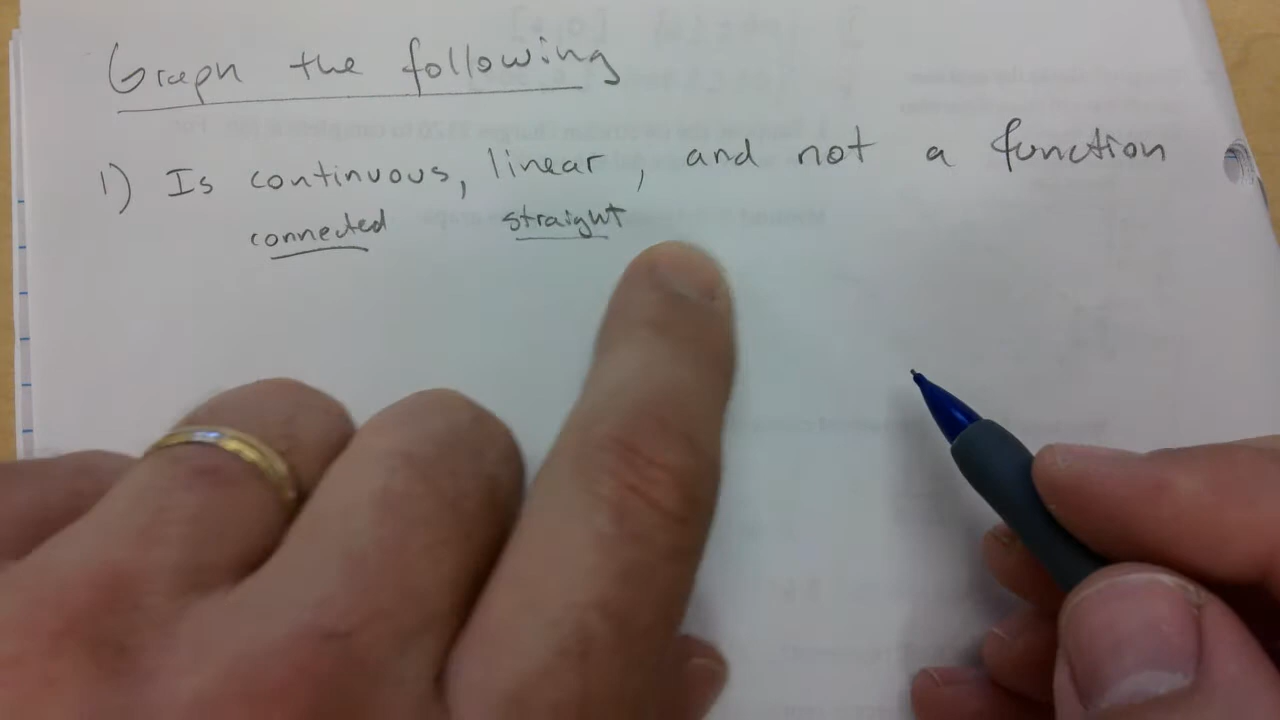 Graph the following
1) Is continuous, linear, and not a function
connected straight